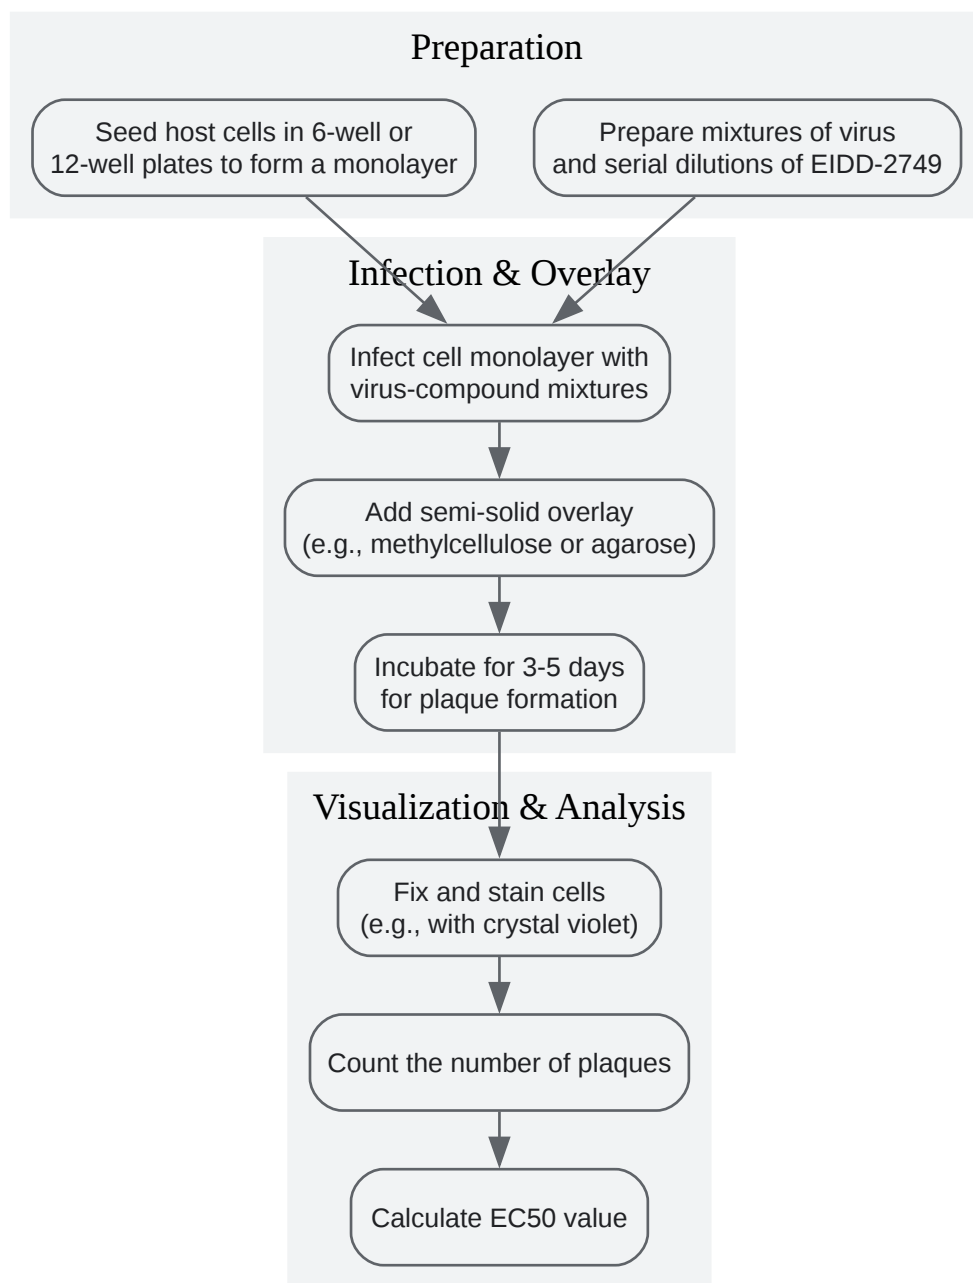 Preparation
Seed host cells in 6-well or
12-well plates to form a monolayer
Prepare mixtures of virus
and serial dilutions of EIDD-2749
Infection & Overlay
Infect cell monolayer with
virus-compound mixtures
Add semi-solid overlay
(e.g., methylcellulose or agarose)
Incubate for 3-5 days
for plaque formation
Visualization & Analysis
Fix and stain cells
(e.g., with crystal violet)
Count the number of plaques
Calculate EC50 value